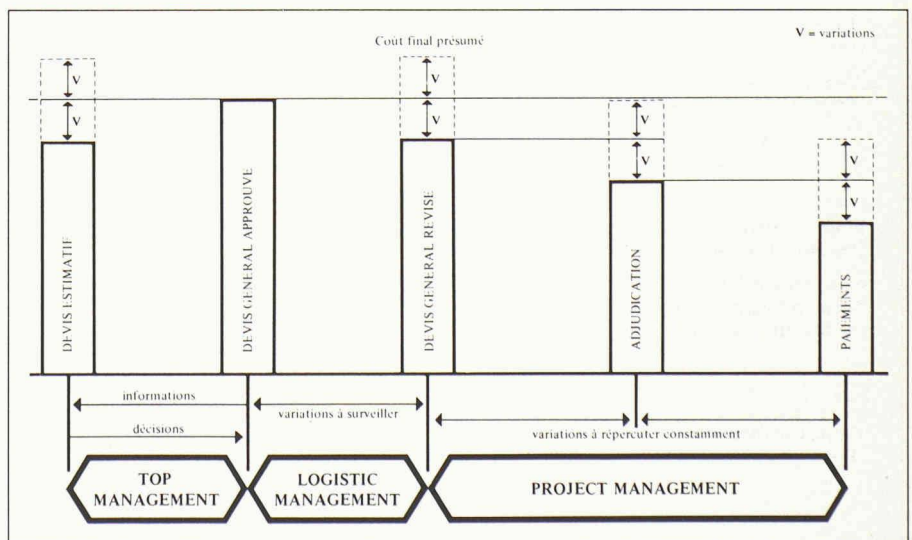 V = variations
Coût final présumé
V
V
V
V
V
V
V
V
DEVIS ESTIMATIF
DEVIS GENERAL APPROUVE
DEVIS GENERAL REVISE
ADJUDICATION
PAIEMENTS
informations
décisions
variations à surveiller
variations à répercuter constamment
TOP
MANAGEMENT
LOGISTIC
MANAGEMENT
PROJECT MANAGEMENT